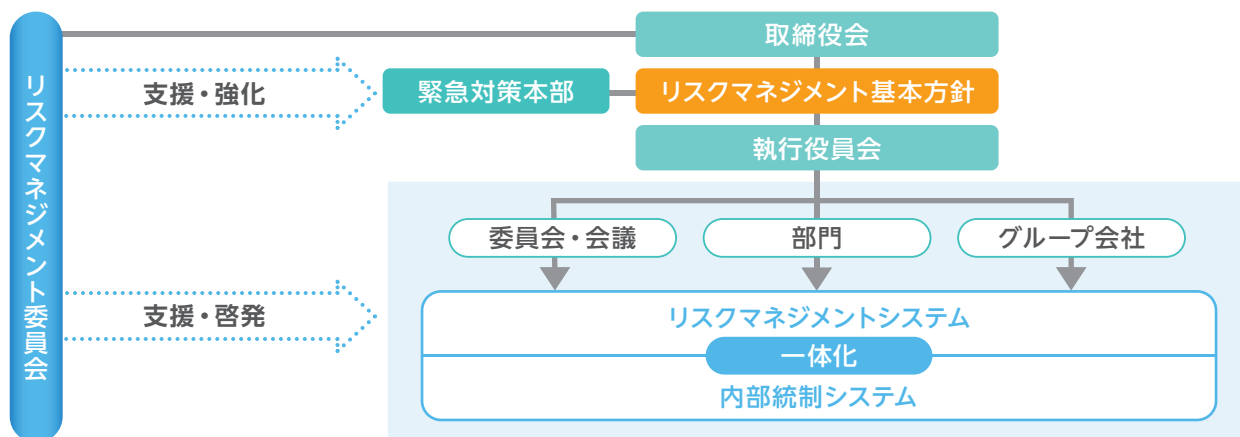 リスクマネジメント委員会
取締役会
支援・強化
緊急対策本部
リスクマネジメント基本方針
執行役員会
委員会・会議
部門
グループ会社
支援・啓発
リスクマネジメントシステム
一体化
内部統制システム